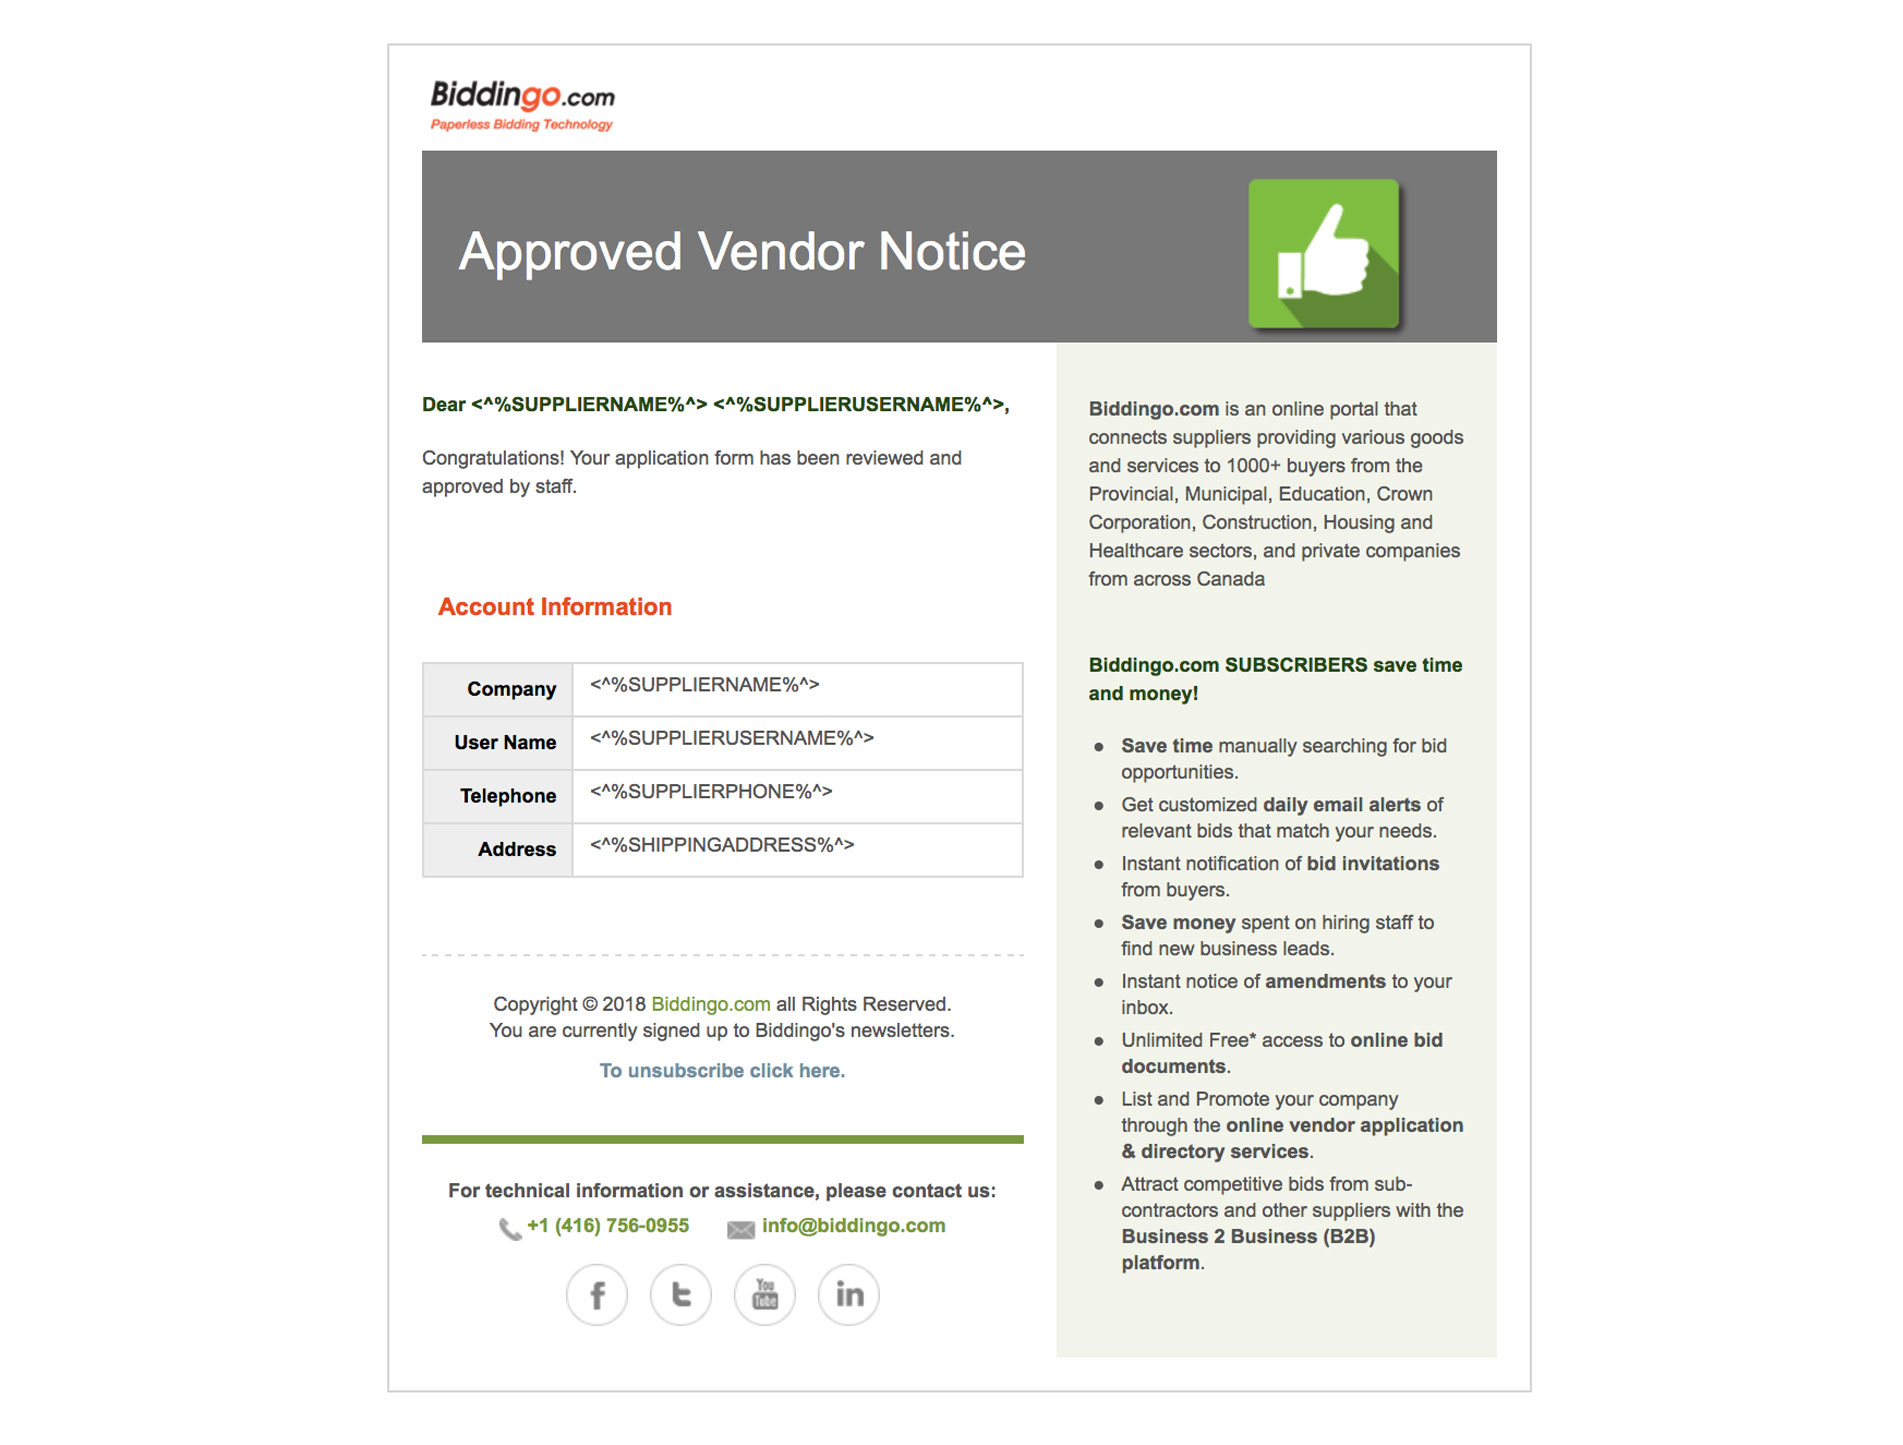 Biddingo.com
Paperless Bidding Technology
Approved Vendor Notice
Dear <^%SUPPLIERNAME%^> <^%SUPPLIERUSERNAME%^>,
Congratulations! Your application form has been reviewed and
approved by staff.
Account Information
Company <^%SUPPLIERNAME%^>
User Name <^%SUPPLIERUSERNAME%^>
Telephone <^%SUPPLIERPHONE%^>
Address <^%SHIPPINGADDRESS%^>
Copyright © 2018 Biddingo.com all Rights Reserved.
You are currently signed up to Biddingo's newsletters.
To unsubscribe click here.
For technical information or assistance, please contact us:
+1 (416) 756-0955 info@biddingo.com
f t You Tube in
Biddingo.com is an online portal that
connects suppliers providing various goods
and services to 1000+ buyers from the
Provincial, Municipal, Education, Crown
Corporation, Construction, Housing and
Healthcare sectors, and private companies
from across Canada
Biddingo.com SUBSCRIBERS save time
and money!
● Save time manually searching for bid
opportunities.
● Get customized daily email alerts of
relevant bids that match your needs.
● Instant notification of bid invitations
from buyers.
● Save money spent on hiring staff to
find new business leads.
● Instant notice of amendments to your
inbox.
● Unlimited Free* access to online bid
documents.
● List and Promote your company
through the online vendor application
& directory services.
● Attract competitive bids from sub-
contractors and other suppliers with the
Business 2 Business (B2B)
platform.